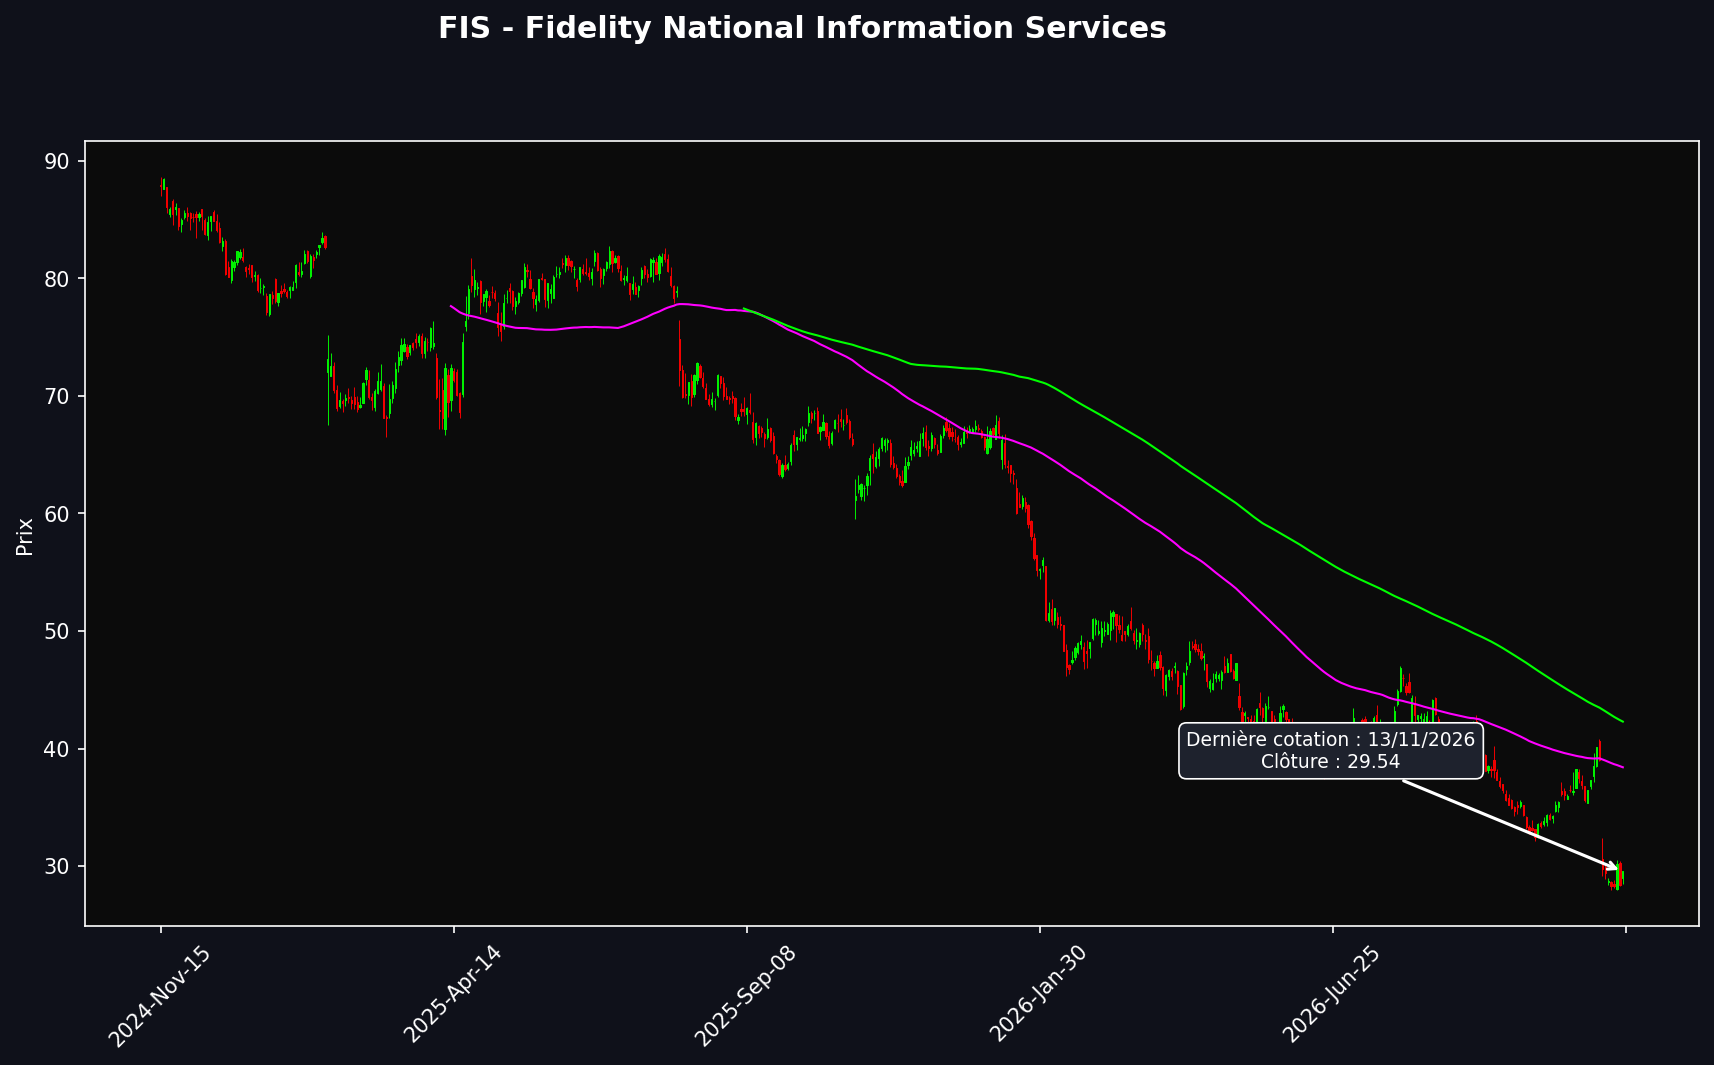 FIS - Fidelity National Information Services
Prix
90
80
70
60
50
40
30
Dernière cotation : 13/11/2026
Clôture : 29.54
2024-Nov-15
2025-Apr-14
2025-Sep-08
2026-Jan-30
2026-Jun-25